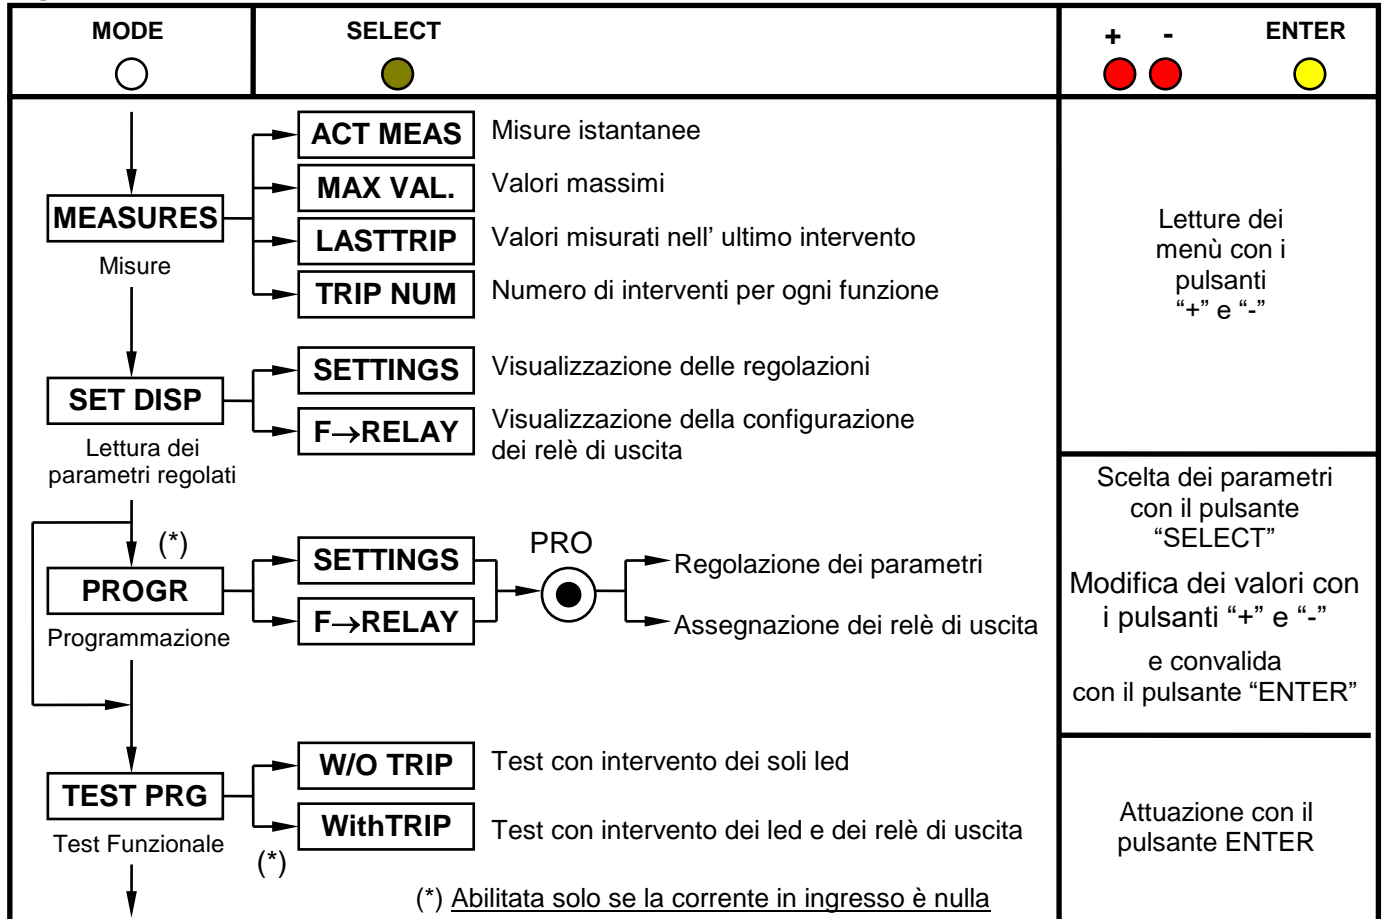 MODE
SELECT
+ -
ENTER
ACT MEAS
Misure istantanee
MAX VAL.
Valori massimi
MEASURES
Misure
LASTTRIP
Valori misurati nell’ ultimo intervento
TRIP NUM
Numero di interventi per ogni funzione
Letture dei
menù con i
pulsanti
“+” e “-”
SET DISP
Lettura dei
parametri regolati
SETTINGS
Visualizzazione delle regolazioni
F→RELAY
Visualizzazione della configurazione
dei relè di uscita
(*)
PROGR
Programmazione
SETTINGS
F→RELAY
PRO
Regolazione dei parametri
Assegnazione dei relè di uscita
Scelta dei parametri
con il pulsante
“SELECT”
Modifica dei valori con
i pulsanti “+” e “-”
e convalida
con il pulsante “ENTER”
TEST PRG
Test Funzionale
W/O TRIP
Test con intervento dei soli led
WithTRIP
Test con intervento dei led e dei relè di uscita
(*)
Attuazione con il
pulsante ENTER
(*) Abilitata solo se la corrente in ingresso è nulla